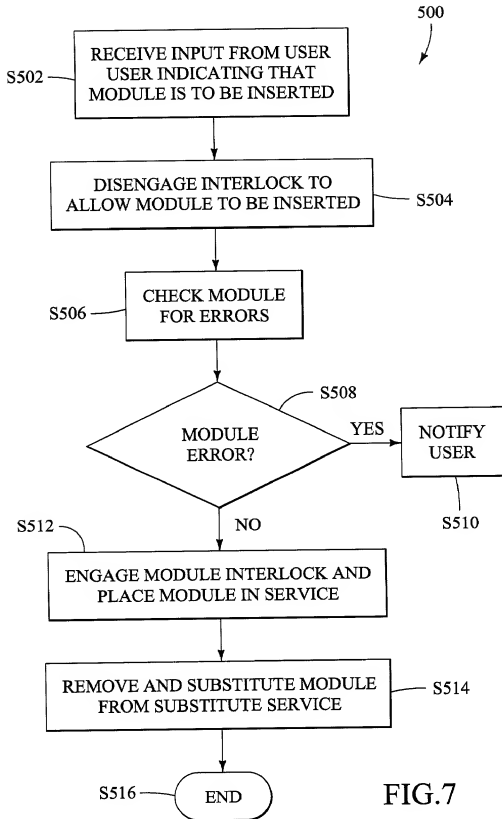 500
RECEIVE INPUT FROM USER
USER INDICATING THAT
MODULE IS TO BE INSERTED
S502
DISENGAGE INTERLOCK TO
ALLOW MODULE TO BE INSERTED
S504
CHECK MODULE
FOR ERRORS
S506
S508
MODULE
ERROR?
YES
NOTIFY
USER
S510
NO
S512
ENGAGE MODULE INTERLOCK AND
PLACE MODULE IN SERVICE
REMOVE AND SUBSTITUTE MODULE
FROM SUBSTITUTE SERVICE
S514
S516
END
FIG.7